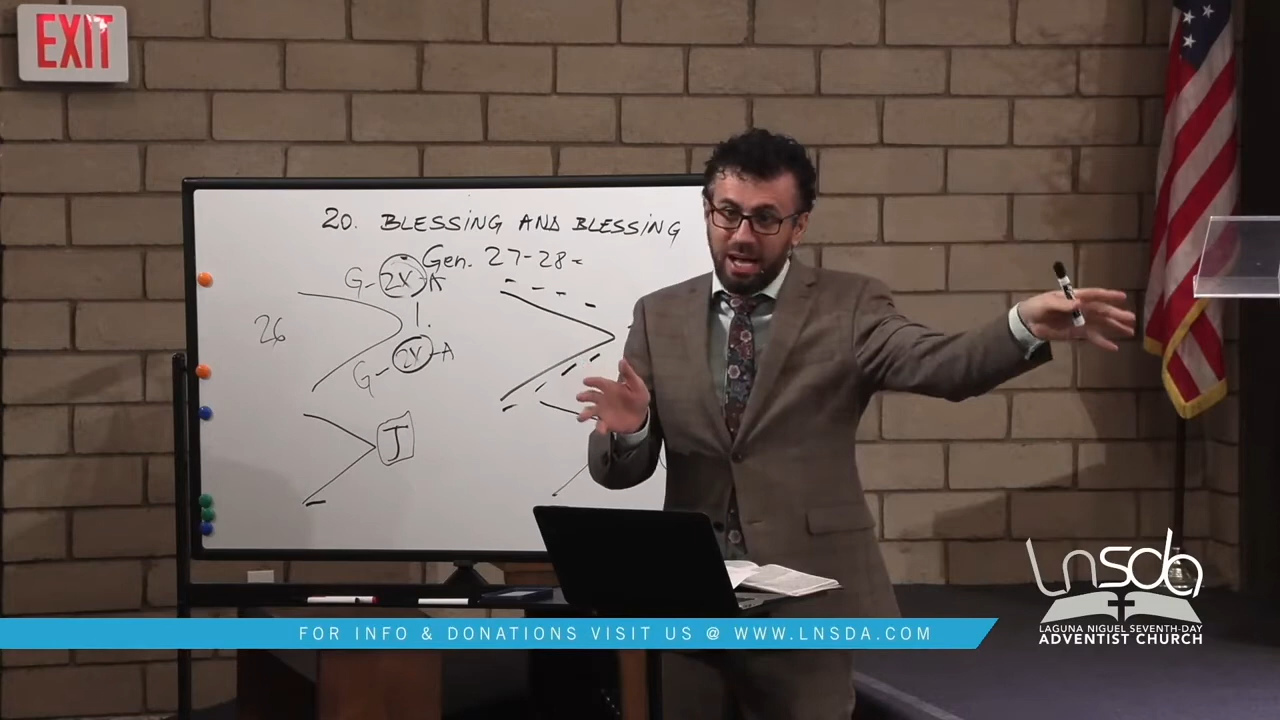 EXIT
20. BLESSING AND BLESSING
Gen. 27-28
G-2X-A
26
1.
G-2X-A
J
LnSDA
LAGUNA NIGUEL SEVENTH-DAY
ADVENTIST CHURCH
FOR INFO & DONATIONS VISIT US @ WWW.LNSDA.COM